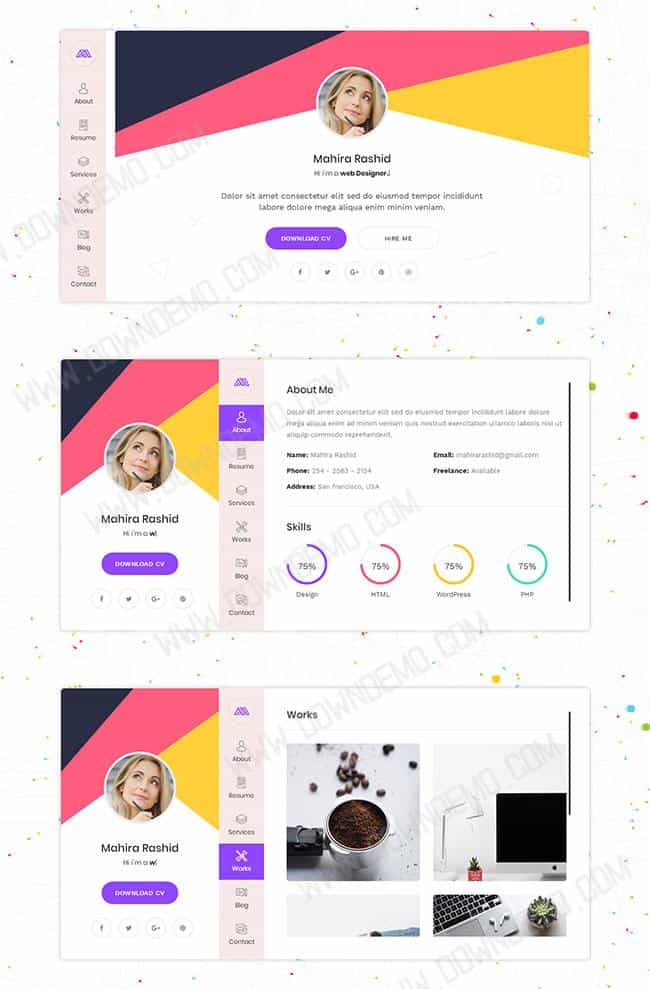 About
Resume
Services
Works
Blog
Contact
Mahira Rashid
Hi i'm a web Designer.
Dolor sit amet consectetur elit sed do eiusmod tempor incididunt
labore dolore mega aliqua enim minim veniam.
DOWNLOAD CV
HIRE ME
WWW.DOWNDEMO.COM
Mahira Rashid
Hi i'm a w
DOWNLOAD CV
About
Resume
Services
Works
Blog
Contact
About Me
Dolor sit amet consectetur elit sed do eiusmod tempor incididunt labore dolore
mega aliqua enim ad minim veniam quis nostrud exercitation ullamco laboris nisi ut
aliquip commodo reprehenderit.
Name: Mahira Rashid
Email: mahirarashid@gmail.com
Phone: 254 - 2563 - 2154
Freelance: Available
Address: San francisco, USA
Skills
75% 75% 75% 75%
Design HTML WordPress PHP
WWW.DOWNDEMO.COM
Mahira Rashid
Hi i'm a w
DOWNLOAD CV
About
Resume
Services
Works
Blog
Contact
Works
WWW.DOWNDEMO.COM